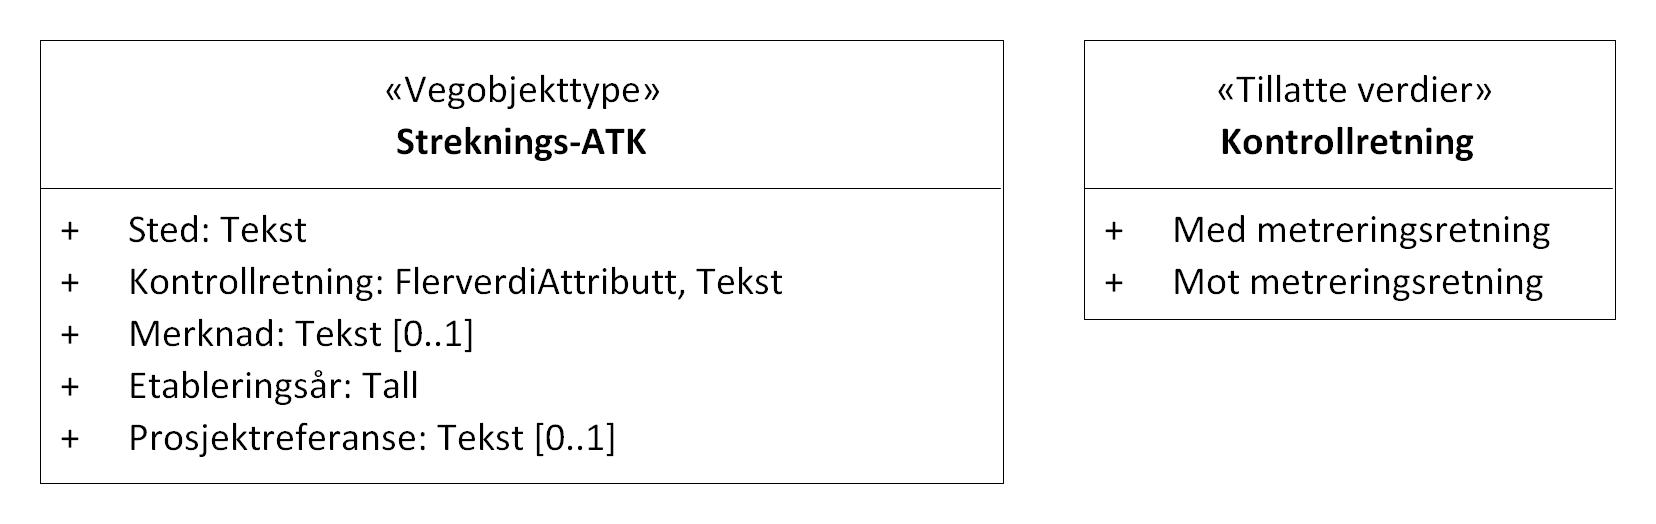 «Vegobjekttype»
Streknings-ATK
+ Sted: Tekst
+ Kontrollretning: FlerverdiAttributt, Tekst
+ Merknad: Tekst [0..1]
+ Etableringsår: Tall
+ Prosjektreferanse: Tekst [0..1]
«Tillatte verdier»
Kontrollretning
+ Med metreringsretning
+ Mot metreringsretning